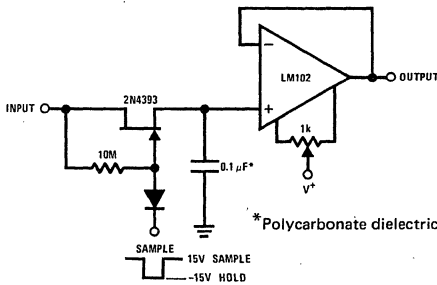 −
LM102
OUTPUT
2N4393
INPUT
+
1k
10M
0.1 μF*
V+
*Polycarbonate dielectric
SAMPLE
15V SAMPLE
−15V HOLD